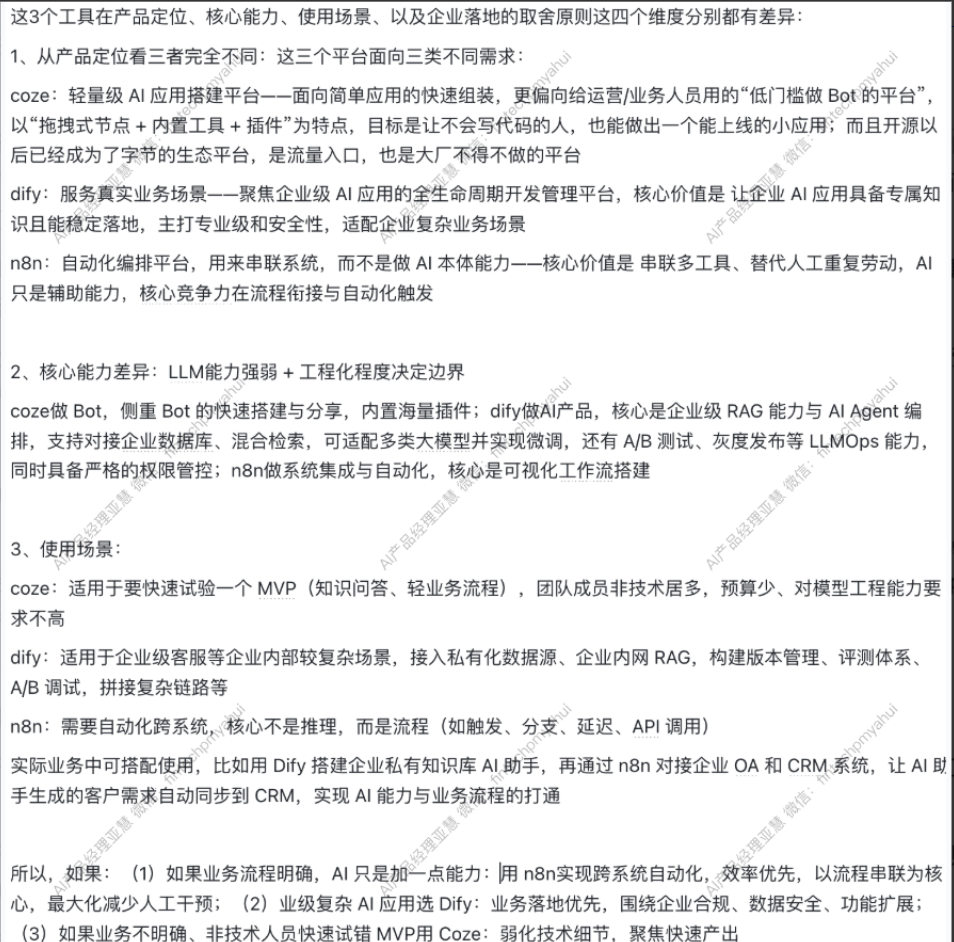 这3个工具在产品定位、核心能力、使用场景、以及企业落地的取舍原则这四个维度分别都有差异：
1、从产品定位看三者完全不同：这三个平台面向三类不同需求：
coze：轻量级 AI 应用搭建平台——面向简单应用的快速组装，更偏向给运营/业务人员用的“低门槛做 Bot 的平台”，
以“拖拽式节点 + 内置工具 + 插件”为特点，目标是让不会写代码的人，也能做出一个能上线的小应用；而且开源以
后已经成为了字节的生态平台，是流量入口，也是大厂不得不做的平台
dify：服务真实业务场景——聚焦企业级 AI 应用的全生命周期开发管理平台，核心价值是 让企业 AI 应用具备专属知
识且能稳定落地，主打专业级和安全性，适配企业复杂业务场景
n8n：自动化编排平台，用来串联系统，而不是做 AI 本体能力——核心价值是 串联多工具、替代人工重复劳动，AI
只是辅助能力，核心竞争力在流程衔接与自动化触发
2、核心能力差异：LLM能力强弱 + 工程化程度决定边界
coze做 Bot，侧重 Bot 的快速搭建与分享，内置海量插件；dify做AI产品，核心是企业级 RAG 能力与 AI Agent 编
排，支持对接企业数据库、混合检索，可适配多类大模型并实现微调，还有 A/B 测试、灰度发布等 LLMOps 能力，
同时具备严格的权限管控；n8n做系统集成与自动化，核心是可视化工作流搭建
3、使用场景：
coze：适用于要快速试验一个 MVP（知识问答、轻业务流程），团队成员非技术居多，预算少、对模型工程能力要
求不高
dify：适用于企业级客服等企业内部较复杂场景，接入私有化数据源、企业内网 RAG，构建版本管理、评测体系、
A/B 调试，拼接复杂链路等
n8n：需要自动化跨系统，核心不是推理，而是流程（如触发、分支、延迟、API 调用）
实际业务中可搭配使用，比如用 Dify 搭建企业私有知识库 AI 助手，再通过 n8n 对接企业 OA 和 CRM 系统，让 AI 助
手生成的客户需求自动同步到 CRM，实现 AI 能力与业务流程的打通
所以，如果：（1）如果业务流程明确，AI 只是加一点能力：用 n8n实现跨系统自动化，效率优先，以流程串联为核
心，最大化减少人工干预；（2）业级复杂 AI 应用选 Dify：业务落地优先，围绕企业合规、数据安全、功能扩展；
（3）如果业务不明确、非技术人员快速试错 MVP用 Coze：弱化技术细节，聚焦快速产出